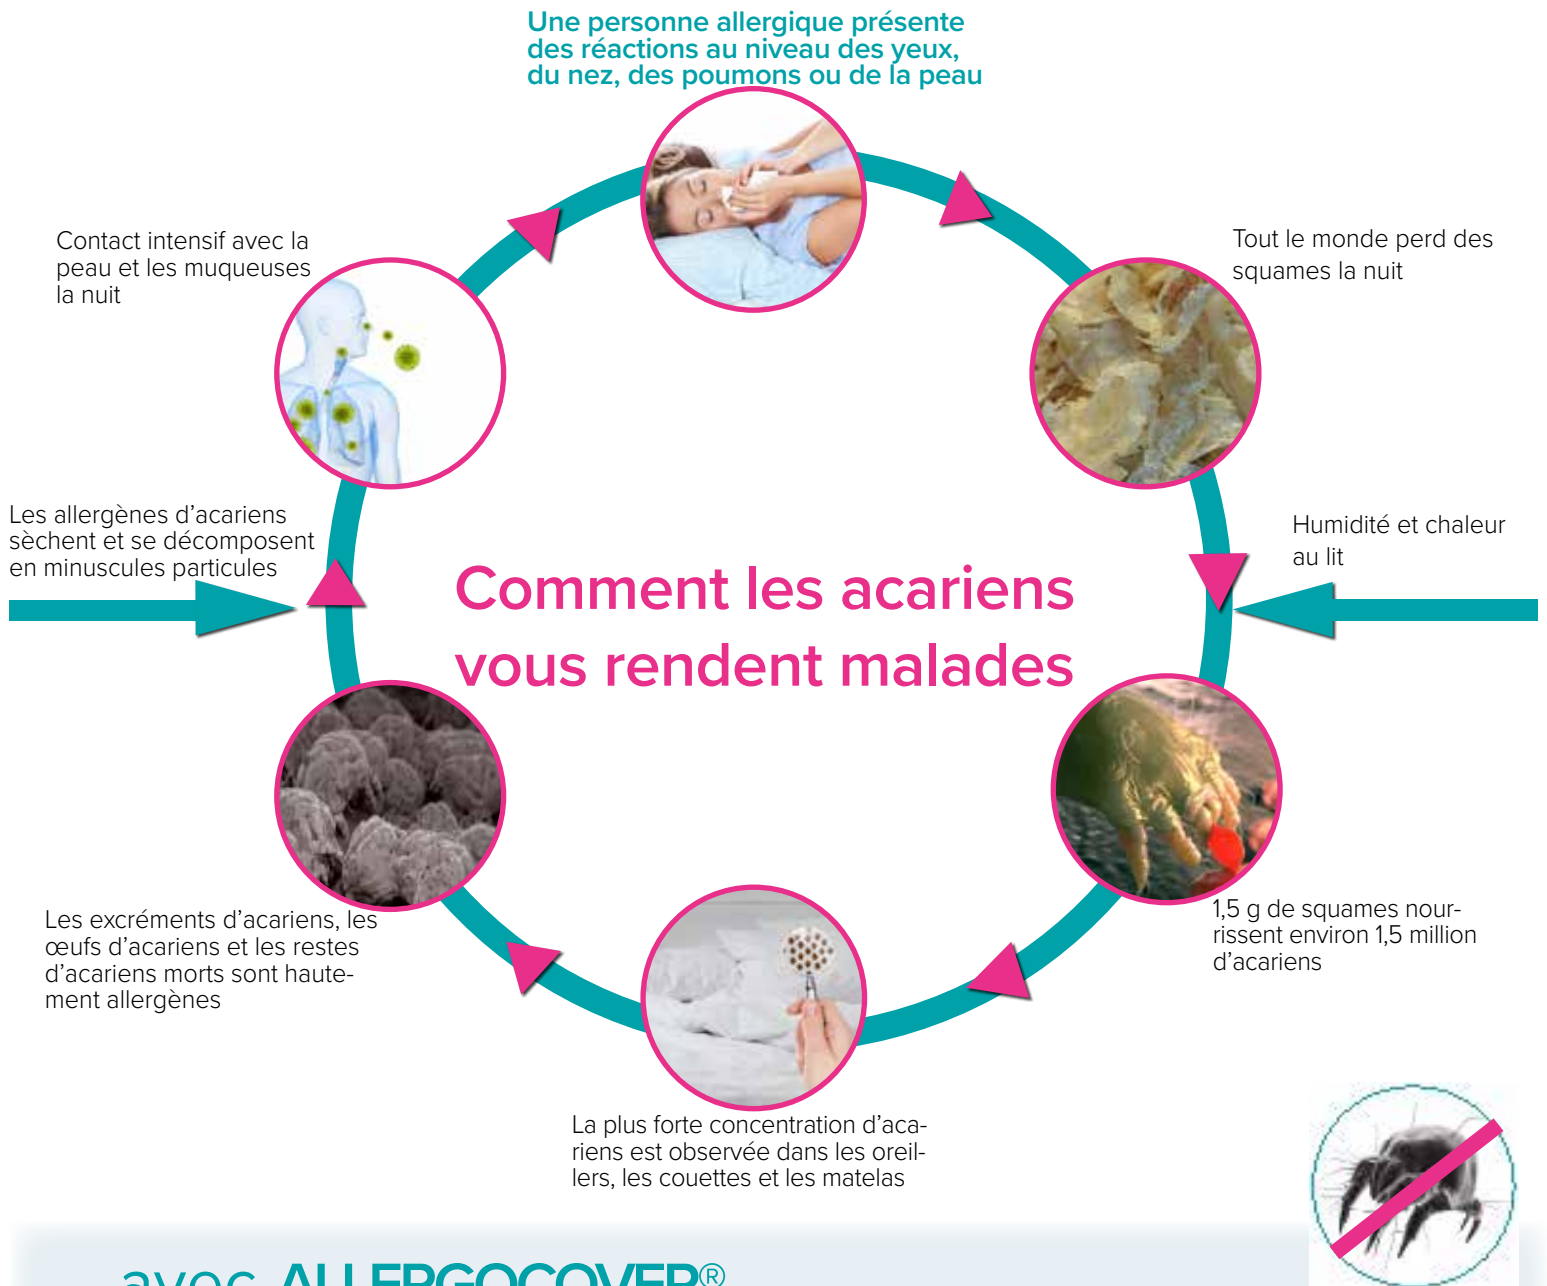 Une personne allergique présente
des réactions au niveau des yeux,
du nez, des poumons ou de la peau
Tout le monde perd des
squames la nuit
Humidité et chaleur
au lit
1,5 g de squames nour-
rissent environ 1,5 million
d’acariens
La plus forte concentration d’aca-
riens est observée dans les oreil-
lers, les couettes et les matelas
Les excréments d’acariens, les
œufs d’acariens et les restes
d’acariens morts sont haute-
ment allergènes
Les allergènes d’acariens
sèchent et se décomposent
en minuscules particules
Contact intensif avec la
peau et les muqueuses
la nuit
Comment les acariens
vous rendent malades
avec ALLERGOCOVER®